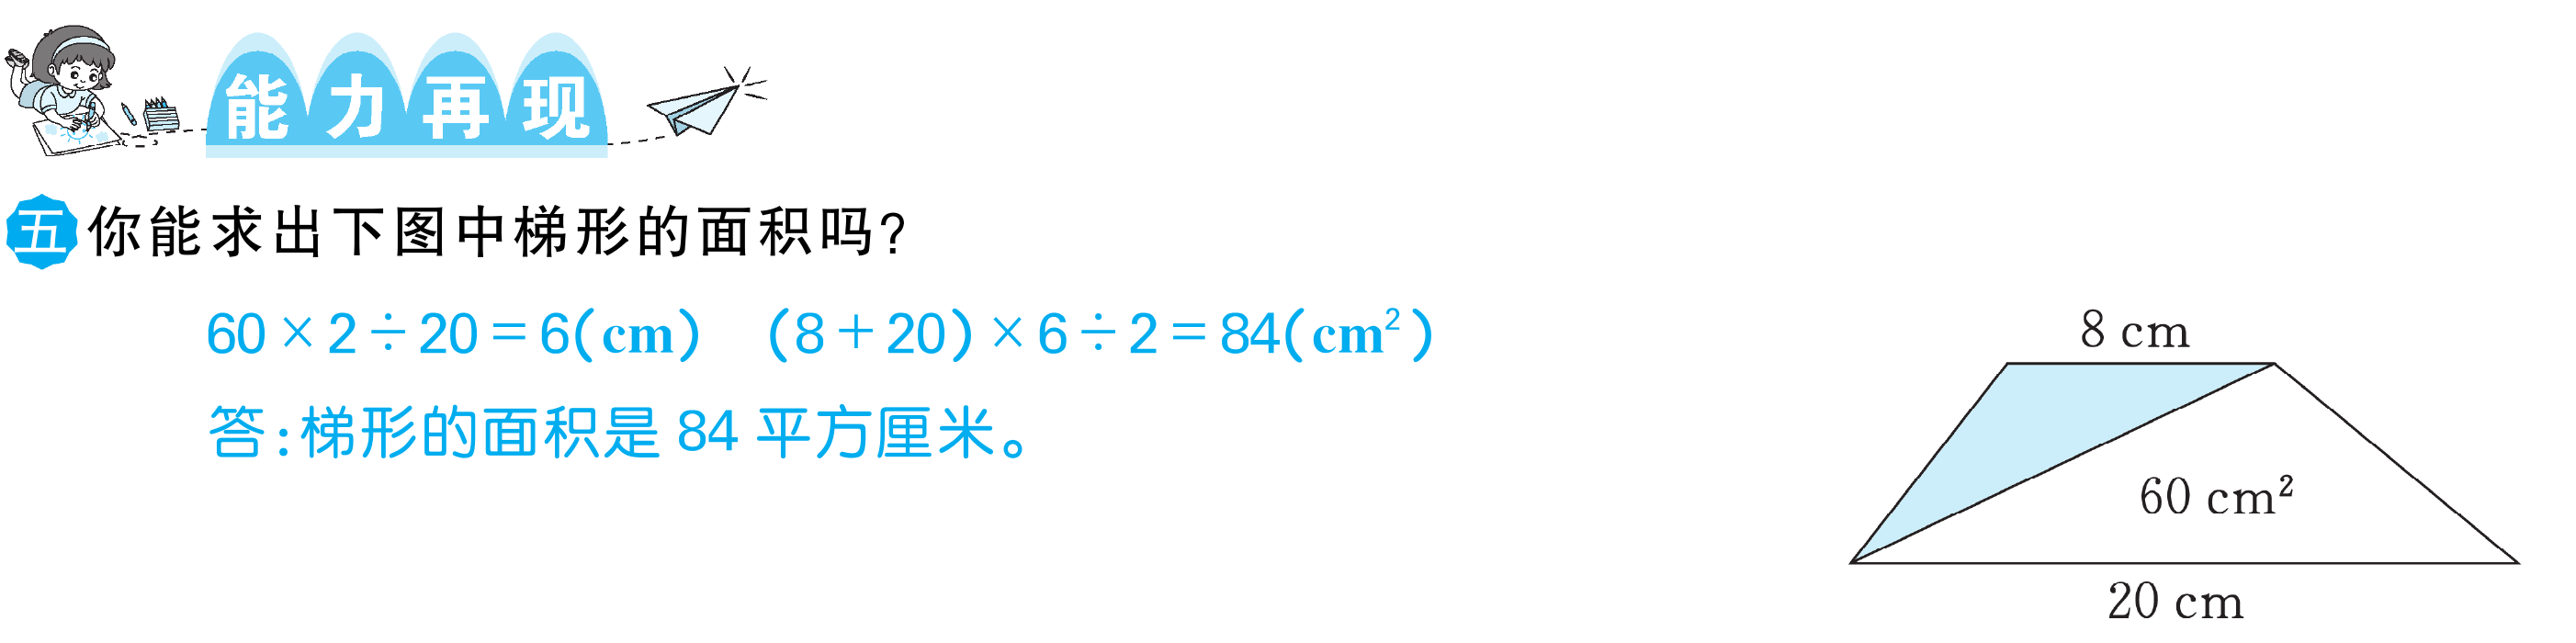 能力再现
五 你能求出下图中梯形的面积吗?
60×2÷20=6(cm) (8+20)×6÷2=84(cm²)
答:梯形的面积是 84 平方厘米。
8 cm
60 cm²
20 cm